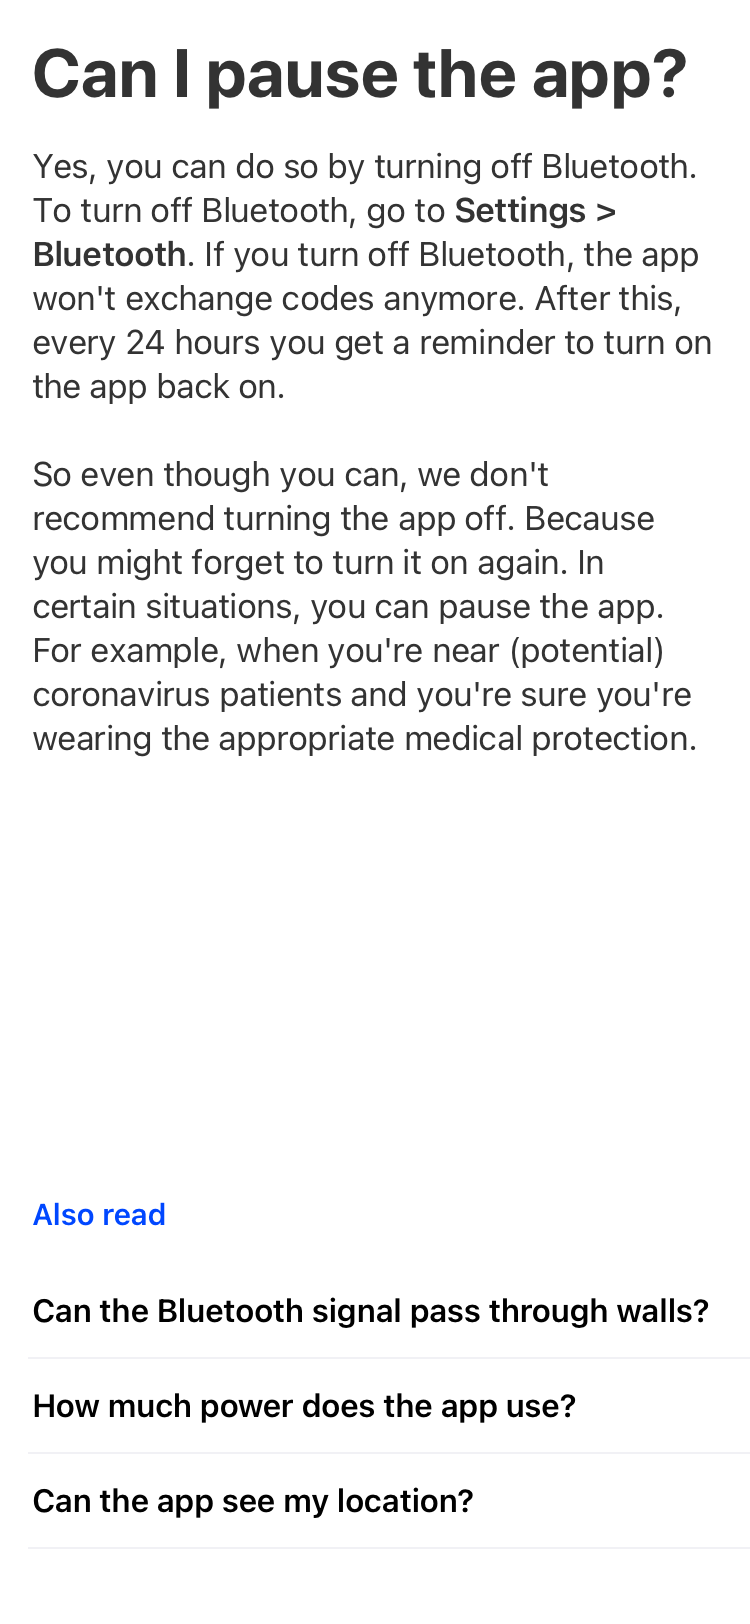 Can I pause the app?
Yes, you can do so by turning off Bluetooth.
To turn off Bluetooth, go to Settings >
Bluetooth. If you turn off Bluetooth, the app
won't exchange codes anymore. After this,
every 24 hours you get a reminder to turn on
the app back on.
So even though you can, we don't
recommend turning the app off. Because
you might forget to turn it on again. In
certain situations, you can pause the app.
For example, when you're near (potential)
coronavirus patients and you're sure you're
wearing the appropriate medical protection.
Also read
Can the Bluetooth signal pass through walls?
How much power does the app use?
Can the app see my location?